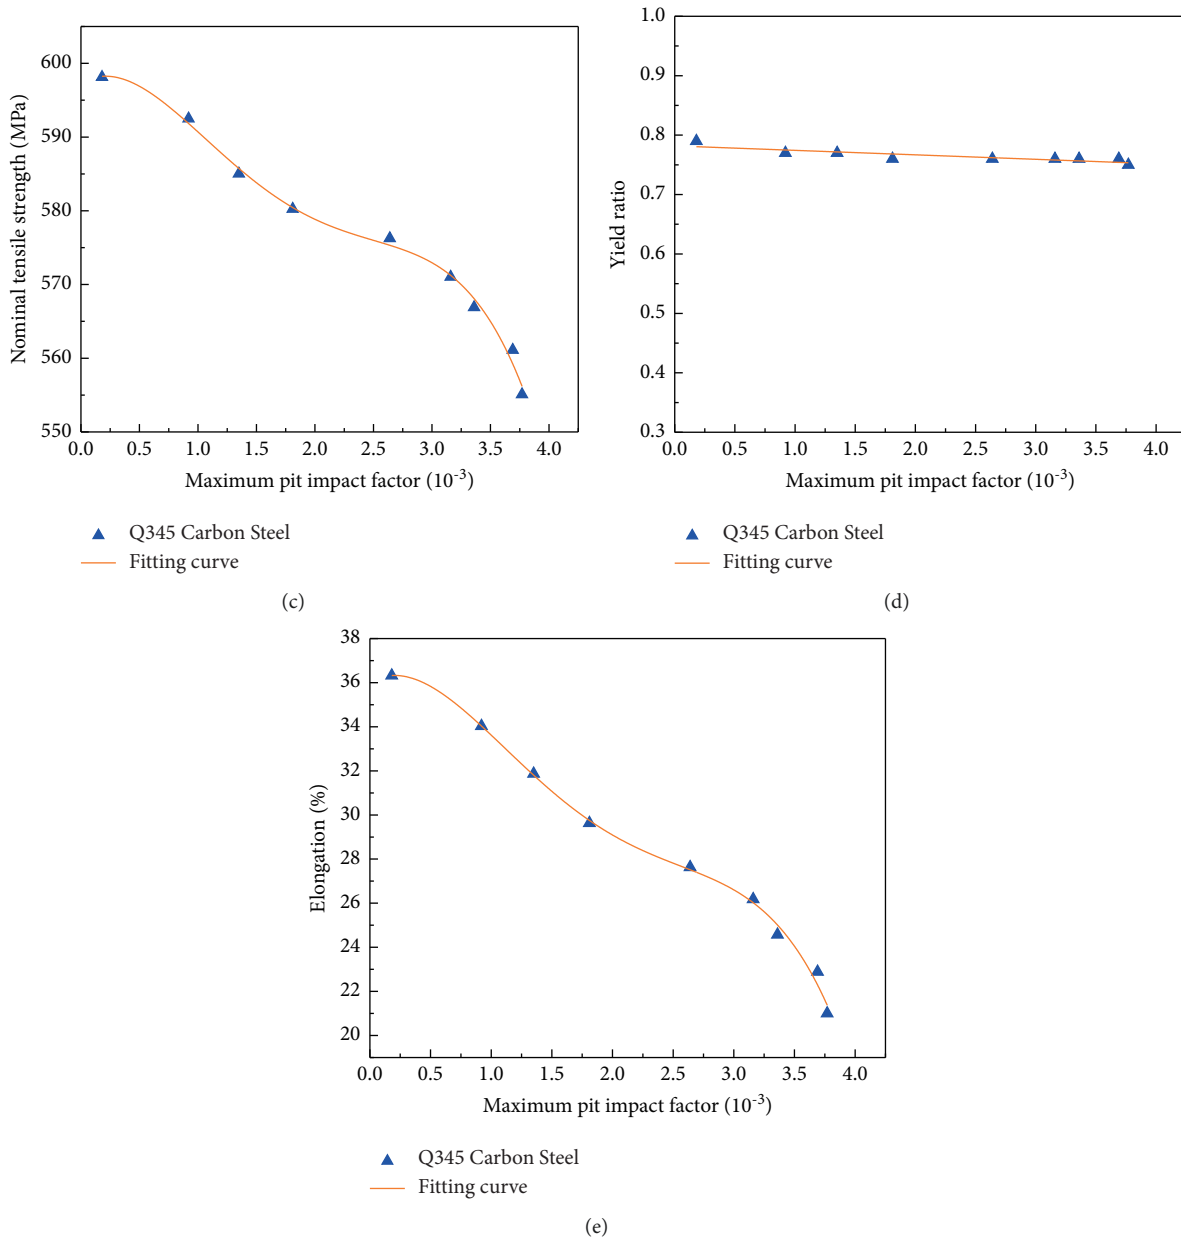 600
590
580
570
560
550
Nominal tensile strength (MPa)
0.0 0.5 1.0 1.5 2.0 2.5 3.0 3.5 4.0
Maximum pit impact factor (10-3)
Q345 Carbon Steel
Fitting curve
(c)
1.0
0.9
0.8
0.7
0.6
0.5
0.4
0.3
Yield ratio
0.0 0.5 1.0 1.5 2.0 2.5 3.0 3.5 4.0
Maximum pit impact factor (10-3)
Q345 Carbon Steel
Fitting curve
(d)
38
36
34
32
30
28
26
24
22
20
Elongation (%)
0.0 0.5 1.0 1.5 2.0 2.5 3.0 3.5 4.0
Maximum pit impact factor (10-3)
Q345 Carbon Steel
Fitting curve
(e)